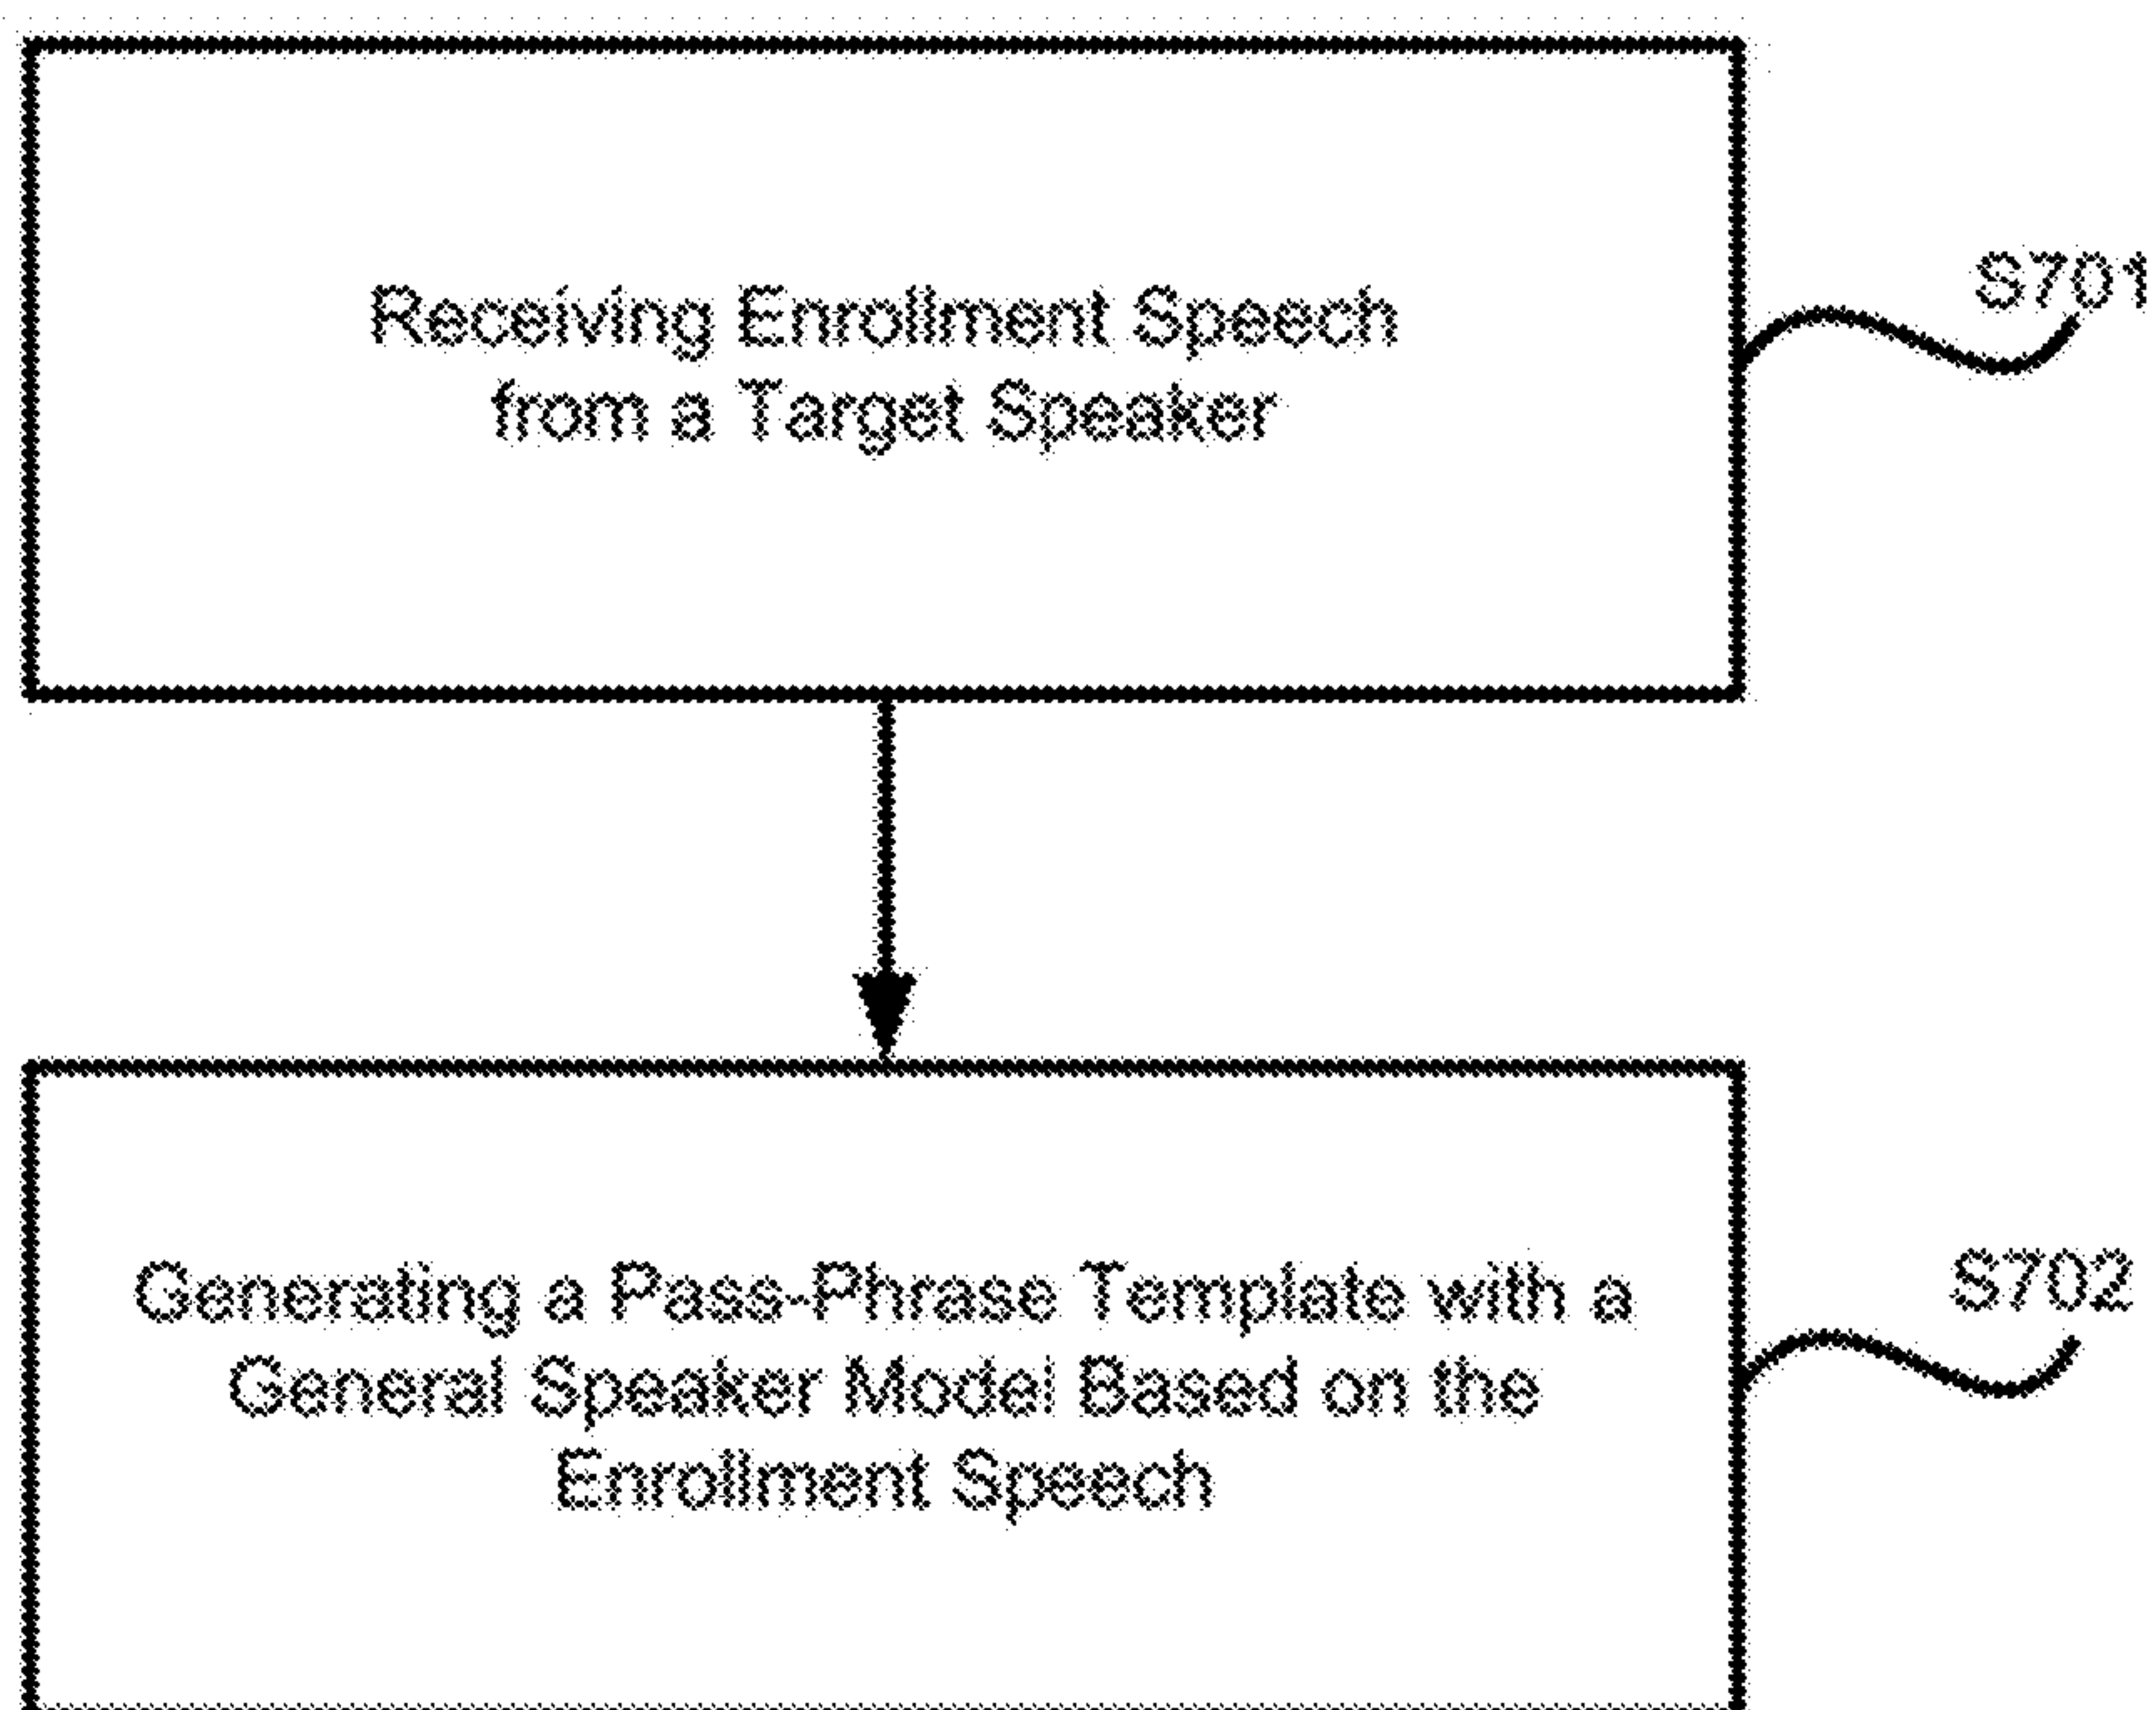 Receiving Enrollment Speech
from a Target Speaker
S701
Generating a Pass-Phrase Template with a
General Speaker Model Based on the
Enrollment Speech
S702